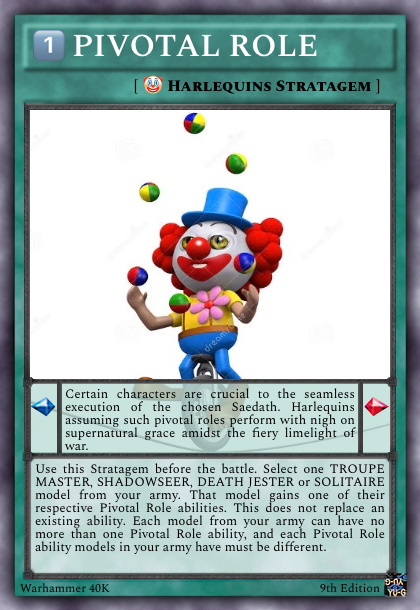 1 PIVOTAL ROLE
[ 🤡 HARLEQUINS STRATAGEM ]
Certain characters are crucial to the seamless
execution of the chosen Saedath. Harlequins
assuming such pivotal roles perform with nigh on
supernatural grace amidst the fiery limelight of
war.
Use this Stratagem before the battle. Select one TROUPE
MASTER, SHADOWSEER, DEATH JESTER or SOLITAIRE
model from your army. That model gains one of their
respective Pivotal Role abilities. This does not replace an
existing ability. Each model from your army can have no
more than one Pivotal Role ability, and each Pivotal Role
ability models in your army have must be different.
Warhammer 40K
9th Edition